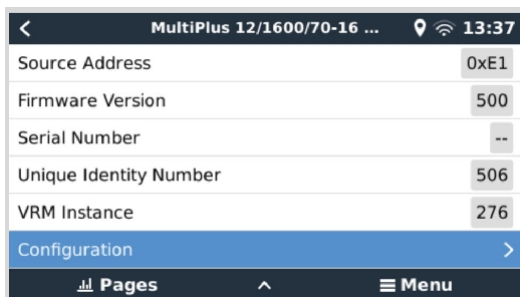 MultiPlus 12/1600/70-16 ... 13:37
Source Address 0xE1
Firmware Version 500
Serial Number --
Unique Identity Number 506
VRM Instance 276
Configuration
Pages Menu